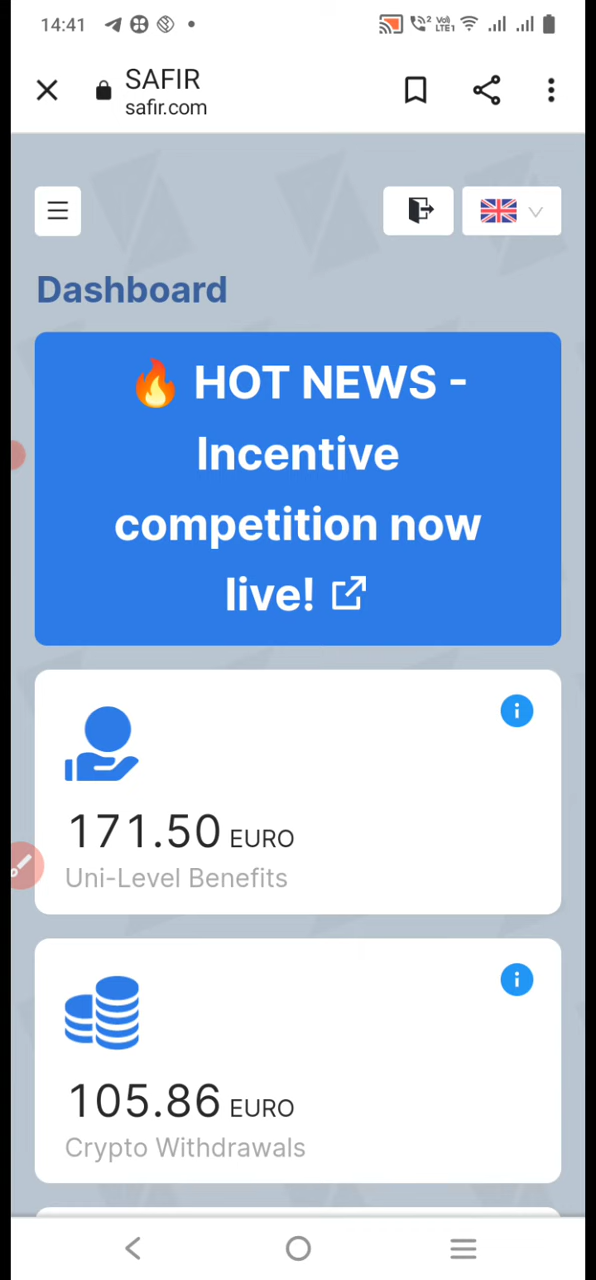 14:41
SAFIR
safir.com
Dashboard
🔥 HOT NEWS -
Incentive
competition now
live!
171.50 EURO
Uni-Level Benefits
105.86 EURO
Crypto Withdrawals